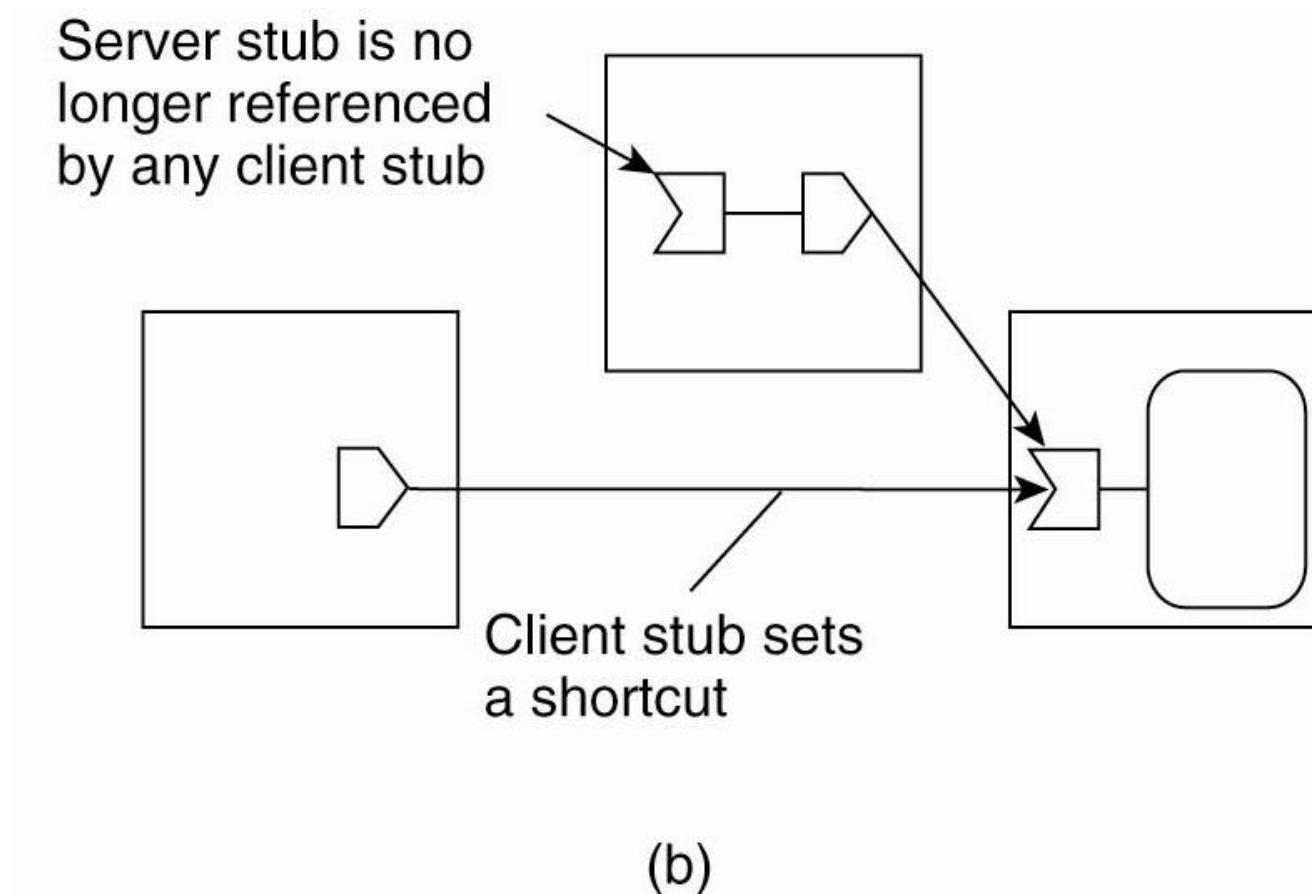 Server stub is no
longer referenced
by any client stub
Client stub sets
a shortcut
(b)